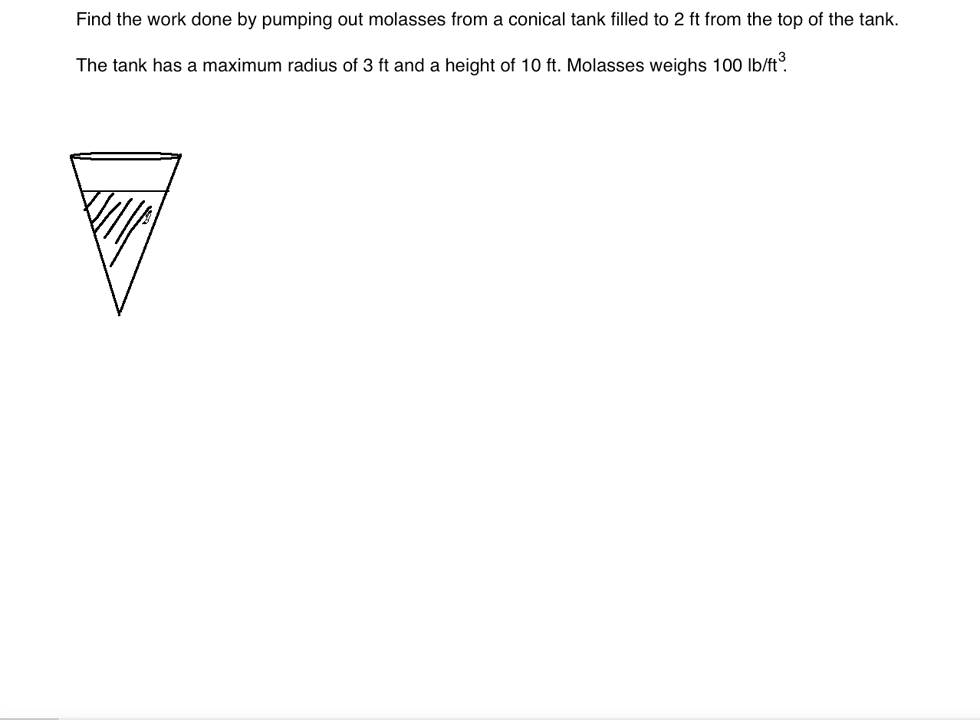 Find the work done by pumping out molasses from a conical tank filled to 2 ft from the top of the tank.
The tank has a maximum radius of 3 ft and a height of 10 ft. Molasses weighs 100 lb/ft³.